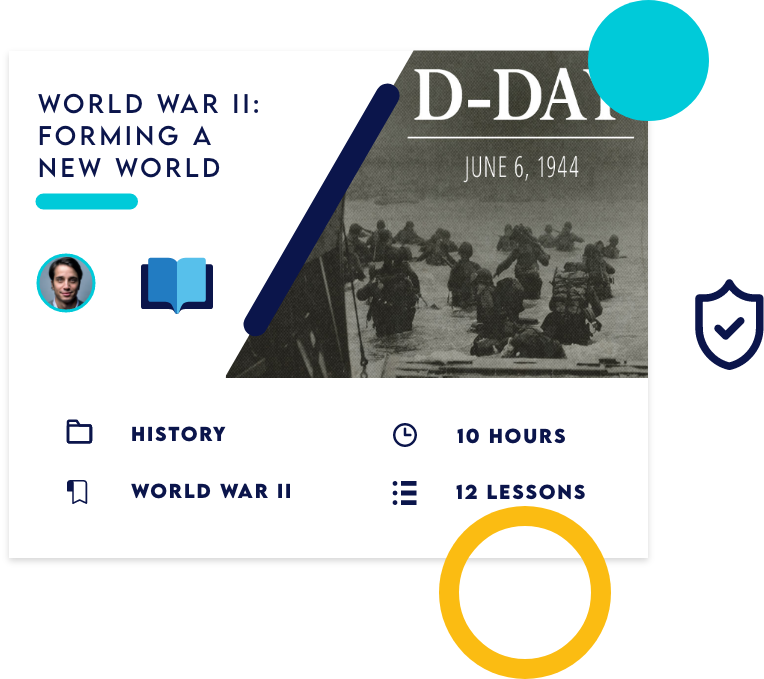 WORLD WAR II:
FORMING A
NEW WORLD
D-DAY
JUNE 6, 1944
HISTORY
10 HOURS
WORLD WAR II
12 LESSONS